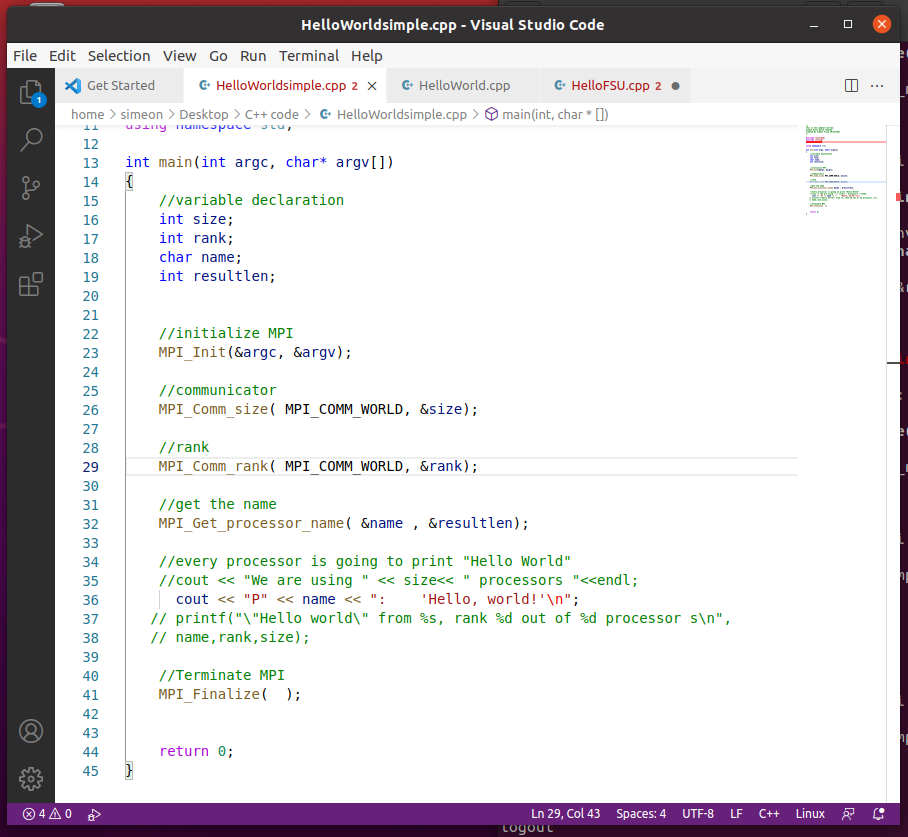 HelloWorldsimple.cpp - Visual Studio Code
File Edit Selection View Go Run Terminal Help
1
Get Started HelloWorldsimple.cpp 2 HelloWorld.cpp HelloFSU.cpp 2
home > simeon > Desktop > C++ code > HelloWorldsimple.cpp > main(int, char * [])
11 using namespace std;
12
13 int main(int argc, char* argv[])
14 {
15 //variable declaration
16 int size;
17 int rank;
18 char name;
19 int resultlen;
20
21
22 //initialize MPI
23 MPI_Init(&argc, &argv);
24
25 //communicator
26 MPI_Comm_size( MPI_COMM_WORLD, &size);
27
28 //rank
29 MPI_Comm_rank( MPI_COMM_WORLD, &rank);
30
31 //get the name
32 MPI_Get_processor_name( &name , &resultlen);
33
34 //every processor is going to print "Hello World"
35 //cout << "We are using " << size<< " processors "<<endl;
36 cout << "P" << name << ":    'Hello, world!'\n";
37 // printf("\"Hello world\" from %s, rank %d out of %d processor s\n",
38 // name,rank,size);
39
40 //Terminate MPI
41 MPI_Finalize(  );
42
43
44 return 0;
45 }
4 0 Ln 29, Col 43 Spaces: 4 UTF-8 LF C++ Linux
logout